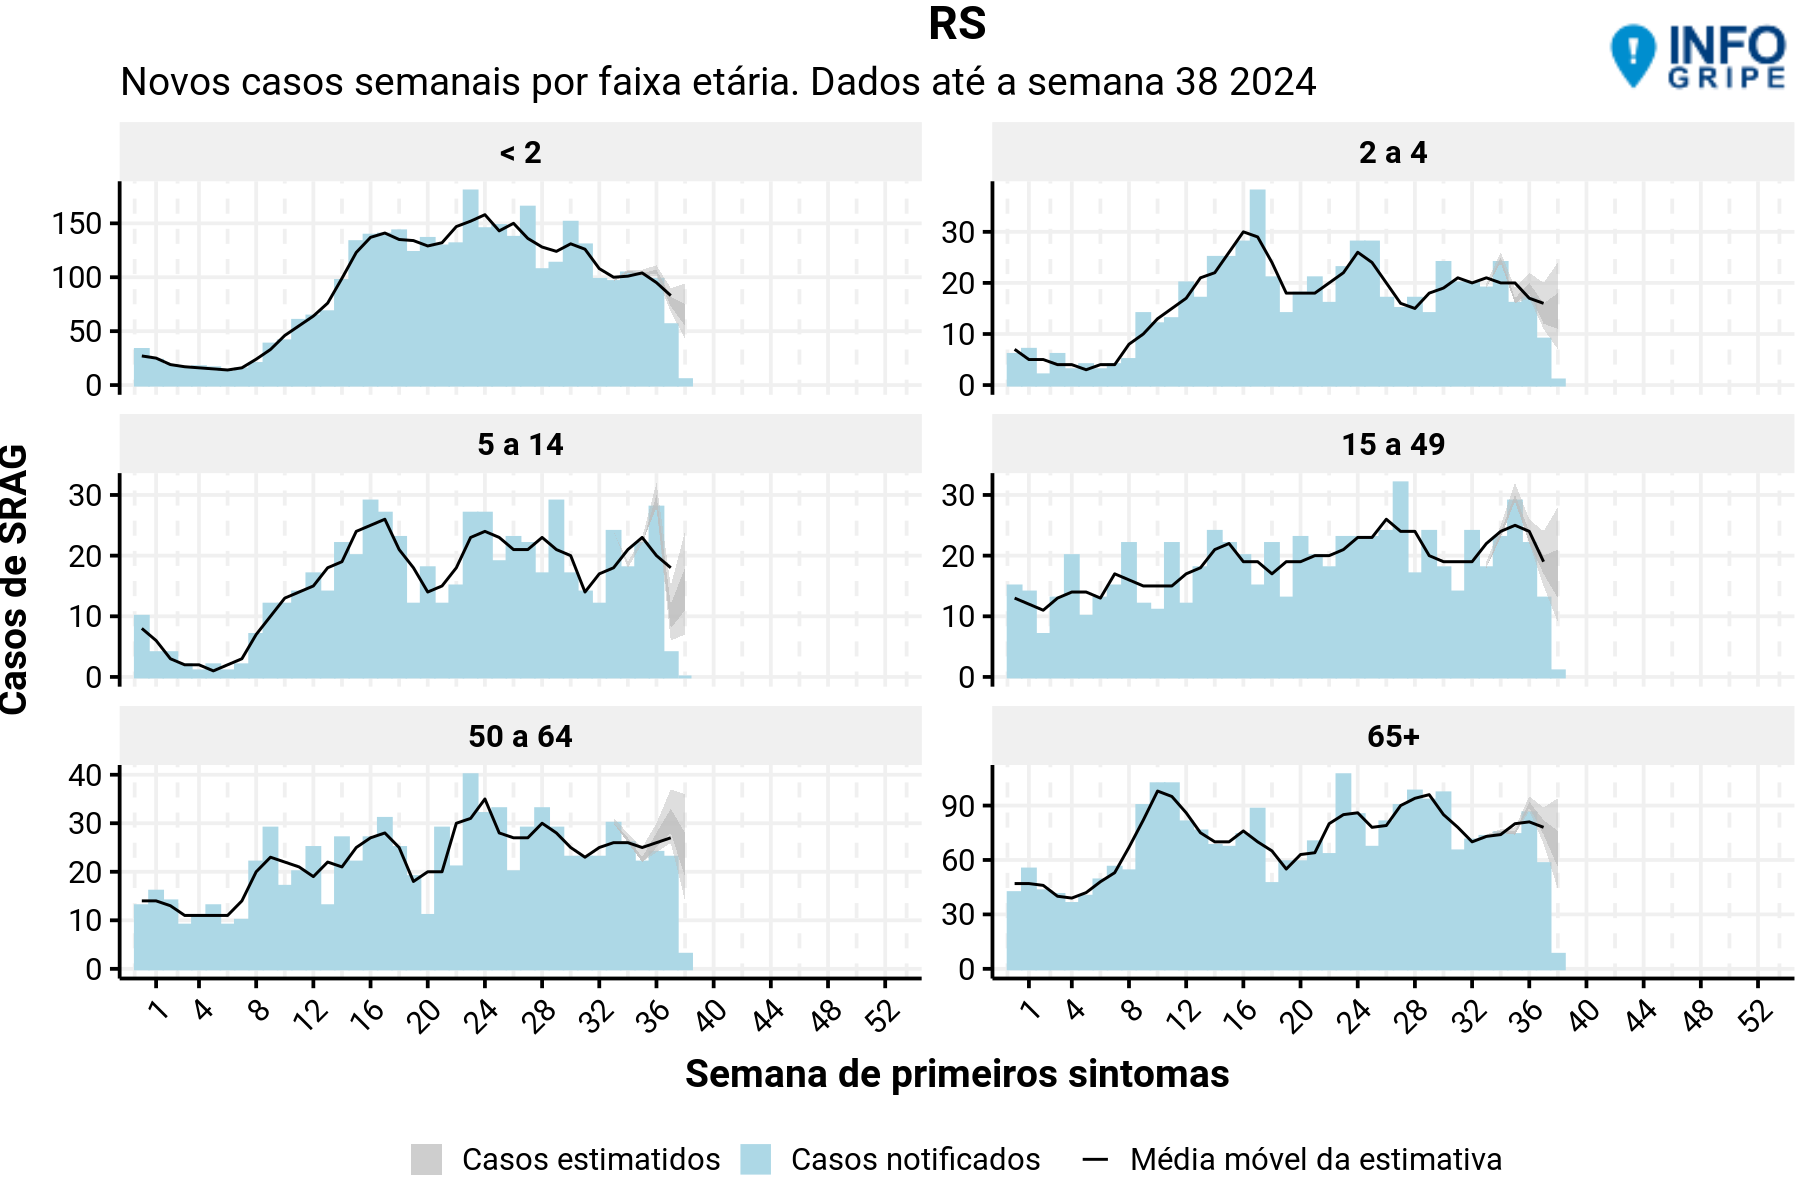 RS
INFO
GRIPE
Novos casos semanais por faixa etária. Dados até a semana 38 2024
< 2
2 a 4
150
100
50
0
30
20
10
0
5 a 14
15 a 49
30
20
10
0
30
20
10
0
50 a 64
65+
40
30
20
10
0
90
60
30
0
1 4 8 12 16 20 24 28 32 36 40 44 48 52
1 4 8 12 16 20 24 28 32 36 40 44 48 52
Casos de SRAG
Semana de primeiros sintomas
Casos estimatidos Casos notificados Média móvel da estimativa